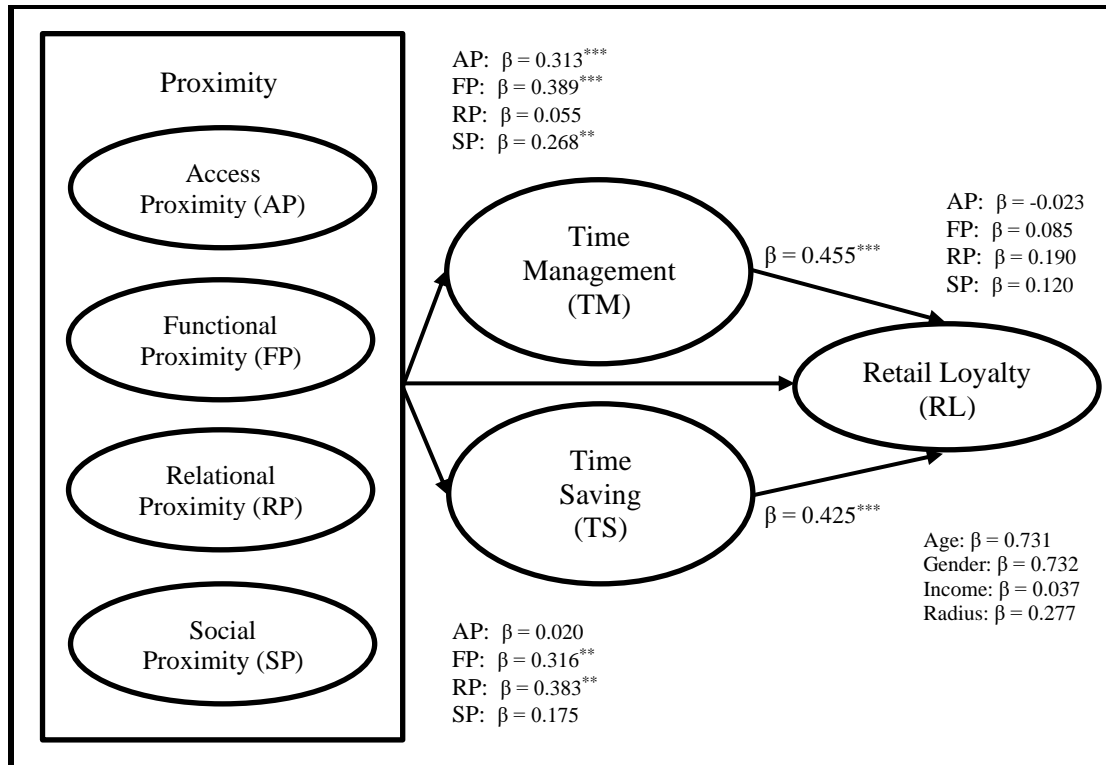 Proximity
Access
Proximity (AP)
Functional
Proximity (FP)
Relational
Proximity (RP)
Social
Proximity (SP)
AP: β = 0.313***
FP: β = 0.389***
RP: β = 0.055
SP: β = 0.268**
Time
Management
(TM)
β = 0.455***
AP: β = -0.023
FP: β = 0.085
RP: β = 0.190
SP: β = 0.120
Retail Loyalty
(RL)
Time
Saving
(TS)
β = 0.425***
Age: β = 0.731
Gender: β = 0.732
Income: β = 0.037
Radius: β = 0.277
AP: β = 0.020
FP: β = 0.316**
RP: β = 0.383**
SP: β = 0.175